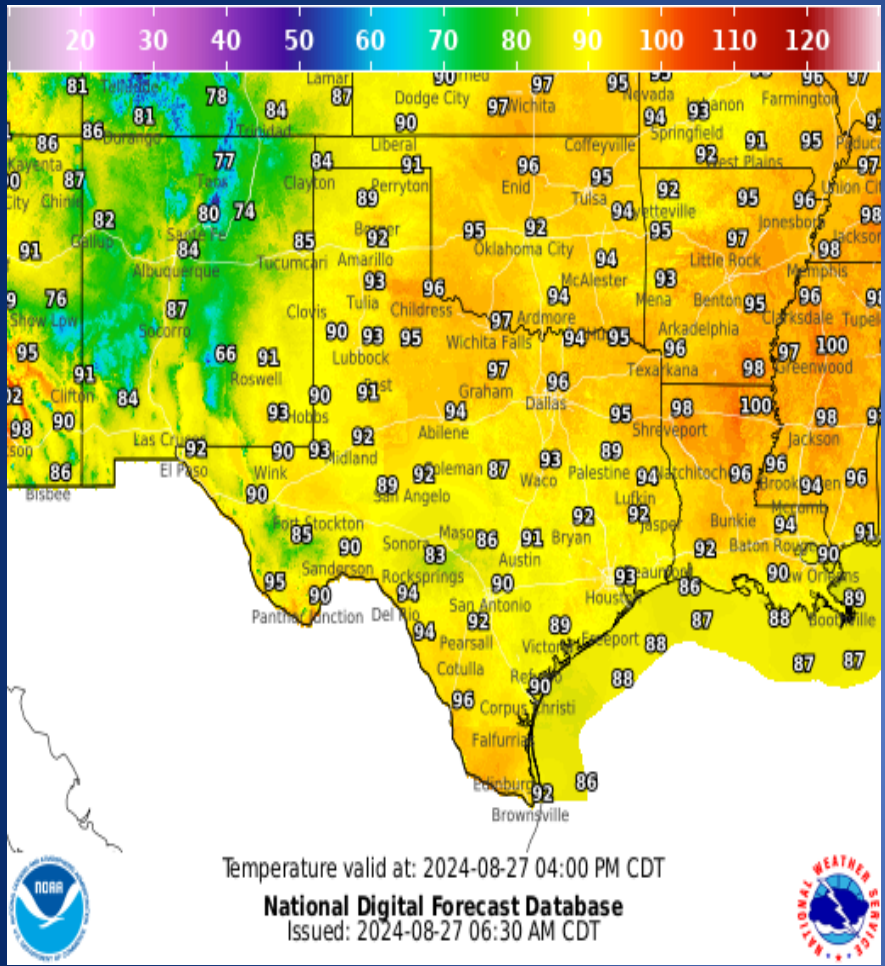 20 30 40 50 60 70 80 90 100 110 120
81 78 84 Lamar 87 90 97 95 96 97
Dodge City 97 Wichita Nevada Farmington
81 86 Durango Trinidad 90 94 93 Lebanon
Liberal Coffeyville Springfield 91 95
86 Kayenta 77 Taos 84 Clayton 91 Perryton 96 Enid 95 Tulsa 92 West Plains 97
87 89 92 95 96 Union City
City 82 Gallup 80 74 Santa Fe Borger 94 Jonesboro 98
91 84 Albuquerque 85 Tucumcari 92 Amarillo 95 92 Oklahoma City 95 97 Little Rock 98 Memphis Jackson
94 McAlester
76 Show Low 87 Socorro Clovis 93 Tulia 96 Childress 94 Ardmore 93 Mena Benton 95 96 Clarksdale
97 Arkadelphia
95 66 91 Roswell 90 93 Lubbock 95 Wichita Falls 94 95 96 Texarkana 97 100 Greenwood
91 Clifton 84 97 Graham 98
90 91 96 Dallas
93 Hobbs 94 Abilene 95 98 Shreveport 100 98 Jackson
98 90 Las Cruces 92 El Paso 90 Wink 93 92 Midland 93 Waco 89 Palestine
86 Bisbee 90 89 San Angelo 92 87 94 Lufkin 96 96 94 96
Fort Stockton 92 92 Jasper Bunkie Mccomb
85 90 Sanderson Sonora 83 Rocksprings Mason 86 91 Austin Bryan 92 94 Baton Rouge 91
95 90 94 Del Rio 90 San Antonio 93 Houston Beaumont 86 90 90 New Orleans
Panther Junction 94 92 Pearsall 89 Victoria Freeport 88 87 88 89 Boothville
Cotulla 87 87
96 90 Corpus Christi 88
Falfurrias
Edinburg 92 86
Brownsville
Temperature valid at: 2024-08-27 04:00 PM CDT
National Digital Forecast Database
Issued: 2024-08-27 06:30 AM CDT
NOAA
NATIONAL WEATHER SERVICE